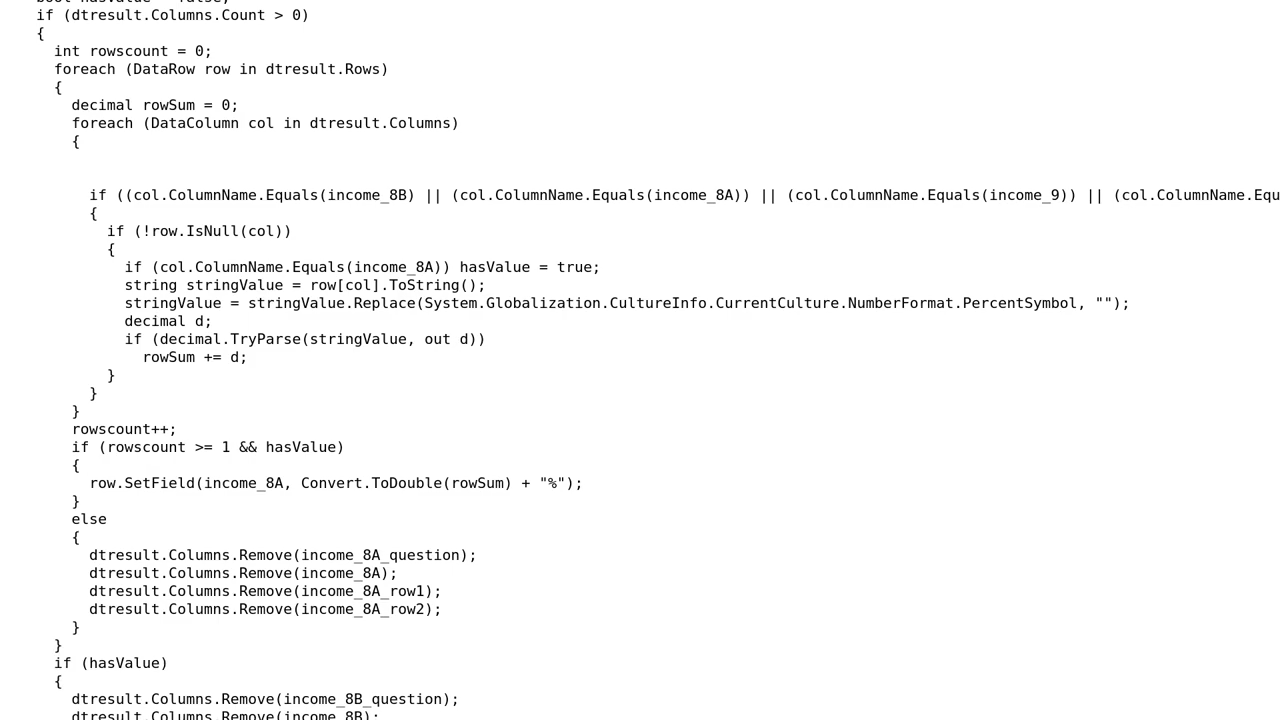 if (dtresult.Columns.Count > 0)
{
int rowscount = 0;
foreach (DataRow row in dtresult.Rows)
{
decimal rowSum = 0;
foreach (DataColumn col in dtresult.Columns)
{
if ((col.ColumnName.Equals(income_8B) || (col.ColumnName.Equals(income_8A)) || (col.ColumnName.Equals(income_9)) || (col.ColumnName.Equ
{
if (!row.IsNull(col))
{
if (col.ColumnName.Equals(income_8A)) hasValue = true;
string stringValue = row[col].ToString();
stringValue = stringValue.Replace(System.Globalization.CultureInfo.CurrentCulture.NumberFormat.PercentSymbol, "");
decimal d;
if (decimal.TryParse(stringValue, out d))
rowSum += d;
}
}
}
rowscount++;
if (rowscount >= 1 && hasValue)
{
row.SetField(income_8A, Convert.ToDouble(rowSum) + "%");
}
else
{
dtresult.Columns.Remove(income_8A_question);
dtresult.Columns.Remove(income_8A);
dtresult.Columns.Remove(income_8A_row1);
dtresult.Columns.Remove(income_8A_row2);
}
}
if (hasValue)
{
dtresult.Columns.Remove(income_8B_question);
dtresult.Columns.Remove(income_8B);